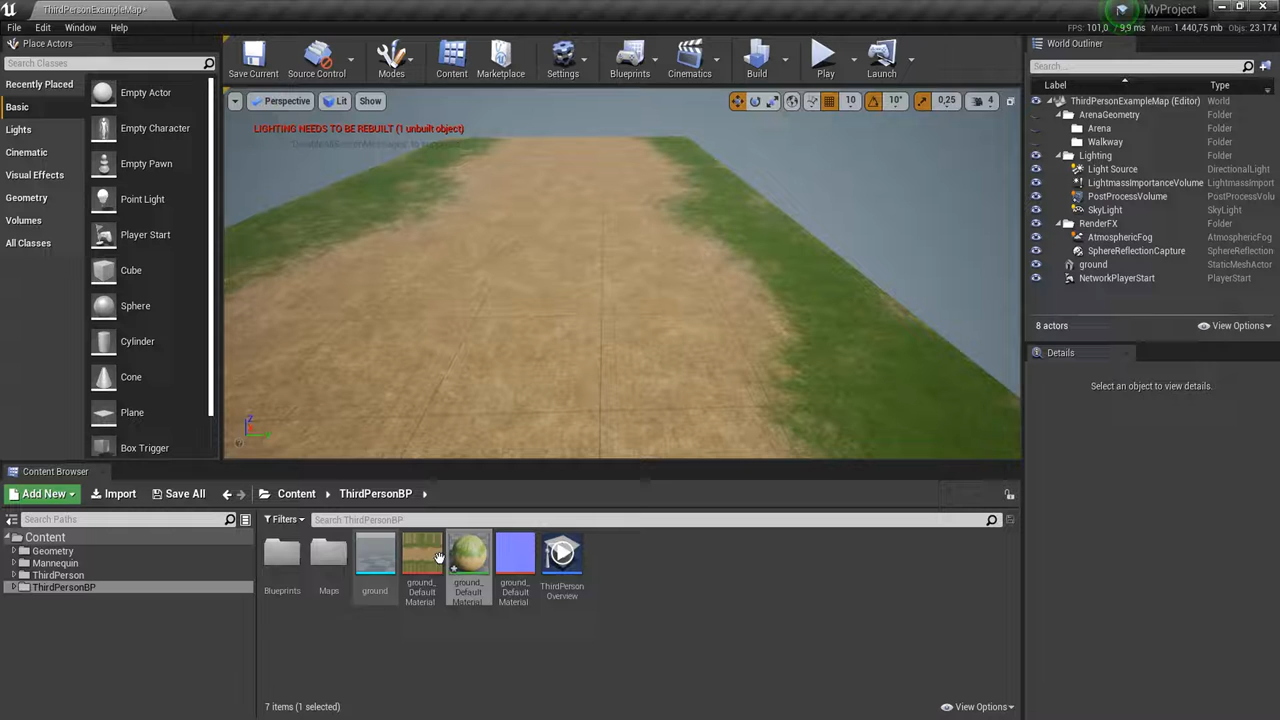 ThirdPersonExampleMap*
MyProject
File Edit Window Help
FPS: 101,0 / 9,9 ms Mem: 1.440,75 mb Objs: 23.174
Place Actors
Search Classes
Recently Placed
Basic
Lights
Cinematic
Visual Effects
Geometry
Volumes
All Classes
Empty Actor
Empty Character
Empty Pawn
Point Light
Player Start
Cube
Sphere
Cylinder
Cone
Plane
Box Trigger
Save Current
Source Control
Modes
Content
Marketplace
Settings
Blueprints
Cinematics
Build
Play
Launch
Perspective
Lit
Show
10
10°
0,25
4
LIGHTING NEEDS TO BE REBUILT (1 unbuilt object)
World Outliner
Search...
Label Type
ThirdPersonExampleMap (Editor) World
ArenaGeometry Folder
Arena Folder
Walkway Folder
Lighting Folder
Light Source DirectionalLight
LightmassImportanceVolume LightmassImport
PostProcessVolume PostProcessVolu
SkyLight SkyLight
RenderFX Folder
AtmosphericFog AtmosphericFog
SphereReflectionCapture SphereReflection
ground StaticMeshActor
NetworkPlayerStart PlayerStart
8 actors
View Options
Details
Select an object to view details.
Content Browser
Add New
Import
Save All
Content
ThirdPersonBP
Search Paths
Filters
Search ThirdPersonBP
Content
Geometry
Mannequin
ThirdPerson
ThirdPersonBP
Blueprints
Maps
ground
ground_
Default
Material
ground_
Default
Material
ground_
Default
Material
ThirdPerson
Overview
7 items (1 selected)
View Options